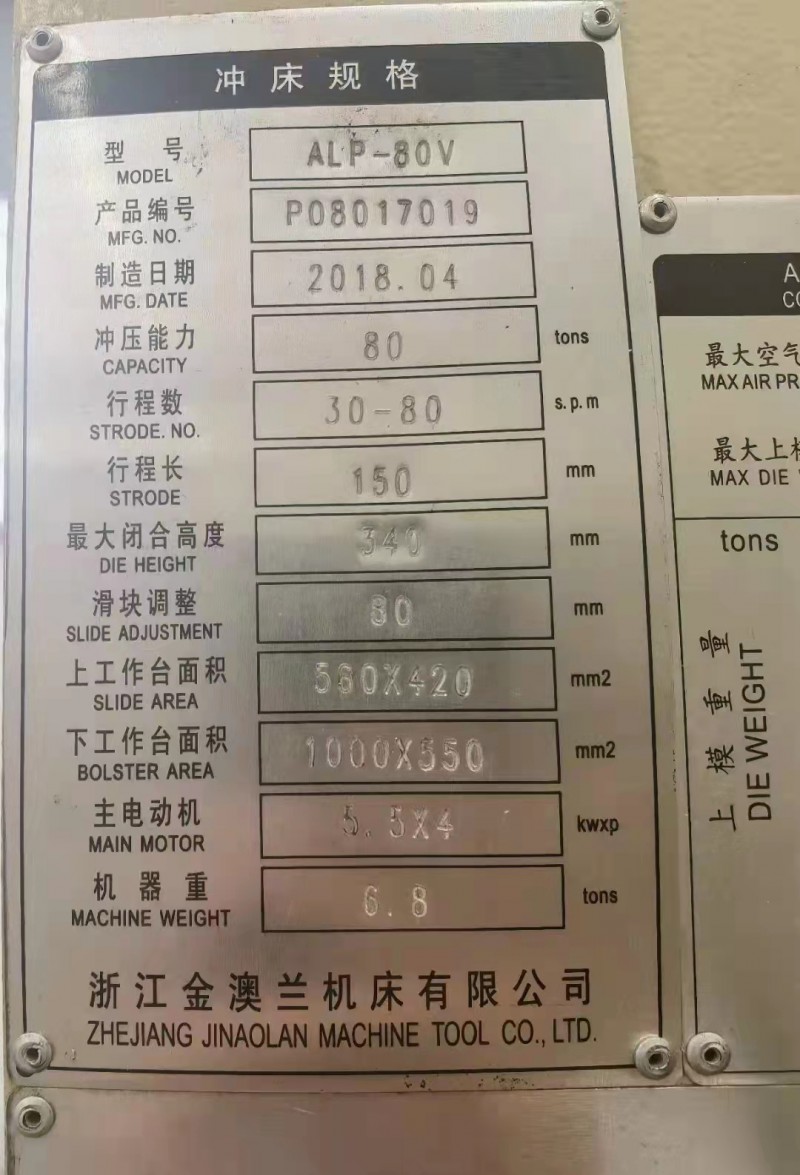 冲床规格
型号 ALP-80V
MODEL
产品编号 P08017019
MFG. NO.
制造日期 2018.04
MFG. DATE
冲压能力 80 tons
CAPACITY
行程数 30-80 s.p.m
STRODE. NO.
行程长 150 mm
STRODE
最大闭合高度 340 mm
DIE HEIGHT
滑块调整 80 mm
SLIDE ADJUSTMENT
上工作台面积 560X420 mm2
SLIDE AREA
下工作台面积 1000X550 mm2
BOLSTER AREA
主电动机 5.5X4 kwxp
MAIN MOTOR
机器重 6.8 tons
MACHINE WEIGHT
浙江金澳兰机床有限公司
ZHEJIANG JINAOLAN MACHINE TOOL CO., LTD.
最大空气
MAX AIR PR
最大上模
MAX DIE
tons
上模重量
DIE WEIGHT